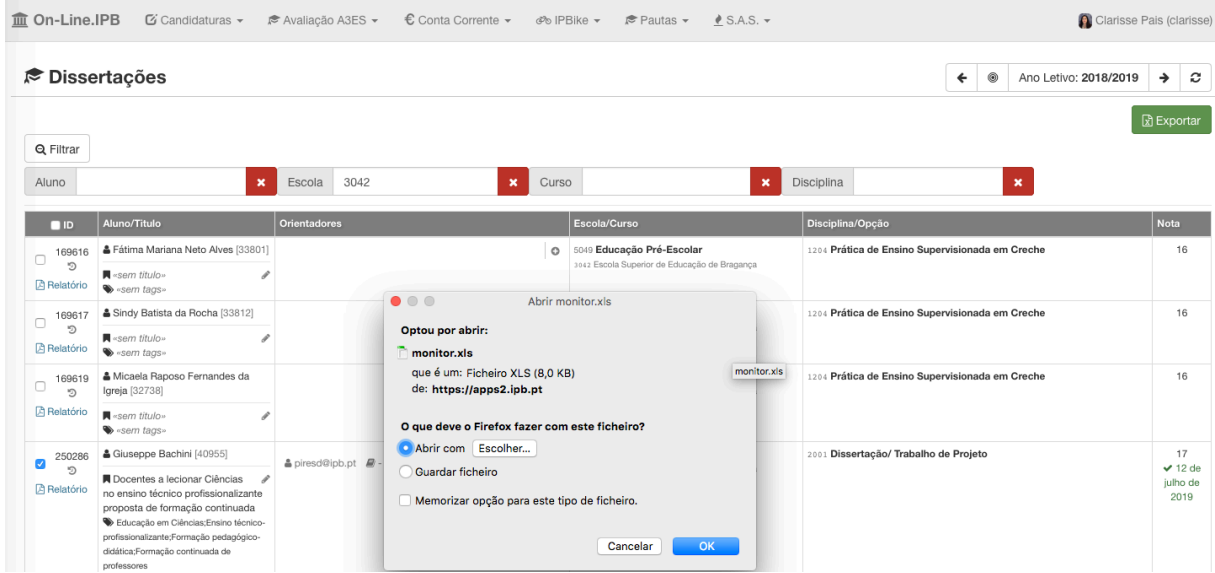 On-Line.IPB Candidaturas Avaliação A3ES € Conta Corrente IPBike Pautas S.A.S. Clarisse Pais (clarisse)
Dissertações
Ano Letivo: 2018/2019
Exportar
Filtrar
Aluno Escola 3042 Curso Disciplina
ID Aluno/Titulo Orientadores Escola/Curso Disciplina/Opção Nota
169616
Relatório
Fátima Mariana Neto Alves [33801]
«sem título»
«sem tags»
5049 Educação Pré-Escolar
3042 Escola Superior de Educação de Bragança
1204 Prática de Ensino Supervisionada em Creche
16
169617
Relatório
Sindy Batista da Rocha [33812]
«sem título»
«sem tags»
1204 Prática de Ensino Supervisionada em Creche
16
169619
Relatório
Micaela Raposo Fernandes da
Igreja [32738]
«sem título»
«sem tags»
1204 Prática de Ensino Supervisionada em Creche
16
250286
Relatório
Giuseppe Bachini [40955]
Docentes a lecionar Ciências
no ensino técnico profissionalizante
proposta de formação continuada
Educação em Ciências;Ensino técnico-
profissionalizante;Formação pedagógico-
didática;Formação continuada de
professores
piresd@ipb.pt -
2001 Dissertação/ Trabalho de Projeto
17
12 de
julho de
2019
Abrir monitor.xls
Optou por abrir:
monitor.xls
que é um: Ficheiro XLS (8,0 KB)
de: https://apps2.ipb.pt
O que deve o Firefox fazer com este ficheiro?
Abrir com Escolher...
Guardar ficheiro
Memorizar opção para este tipo de ficheiro.
Cancelar OK
monitor.xls